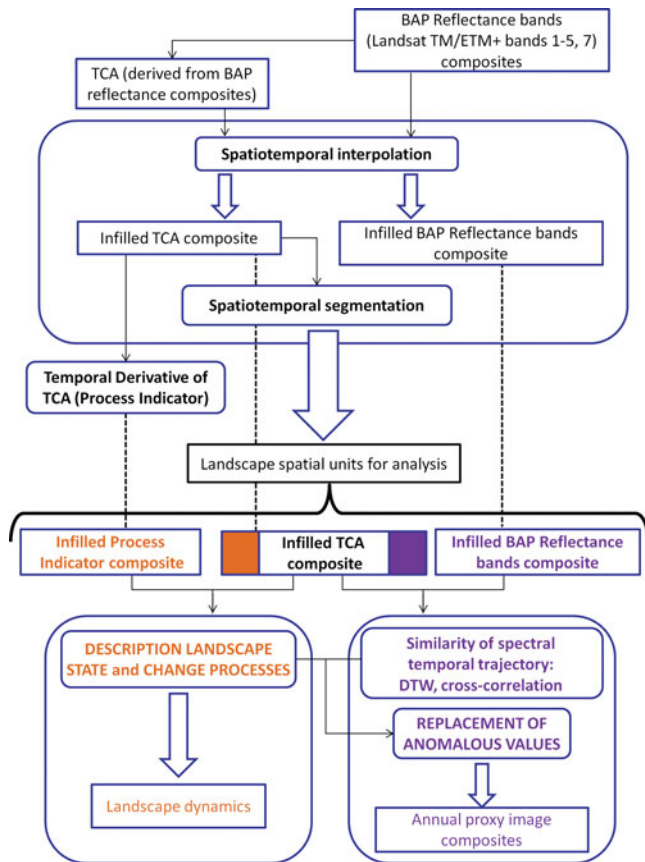 BAP Reflectance bands
(Landsat TM/ETM+ bands 1-5, 7)
composites
TCA (derived from BAP
reflectance composites)
Spatiotemporal interpolation
Infilled TCA composite
Infilled BAP Reflectance bands
composite
Spatiotemporal segmentation
Temporal Derivative of
TCA (Process Indicator)
Landscape spatial units for analysis
Infilled Process
Indicator composite
Infilled TCA
composite
Infilled BAP Reflectance
bands composite
DESCRIPTION LANDSCAPE
STATE and CHANGE PROCESSES
Similarity of spectral
temporal trajectory:
DTW, cross-correlation
REPLACEMENT OF
ANOMALOUS VALUES
Landscape dynamics
Annual proxy image
composites